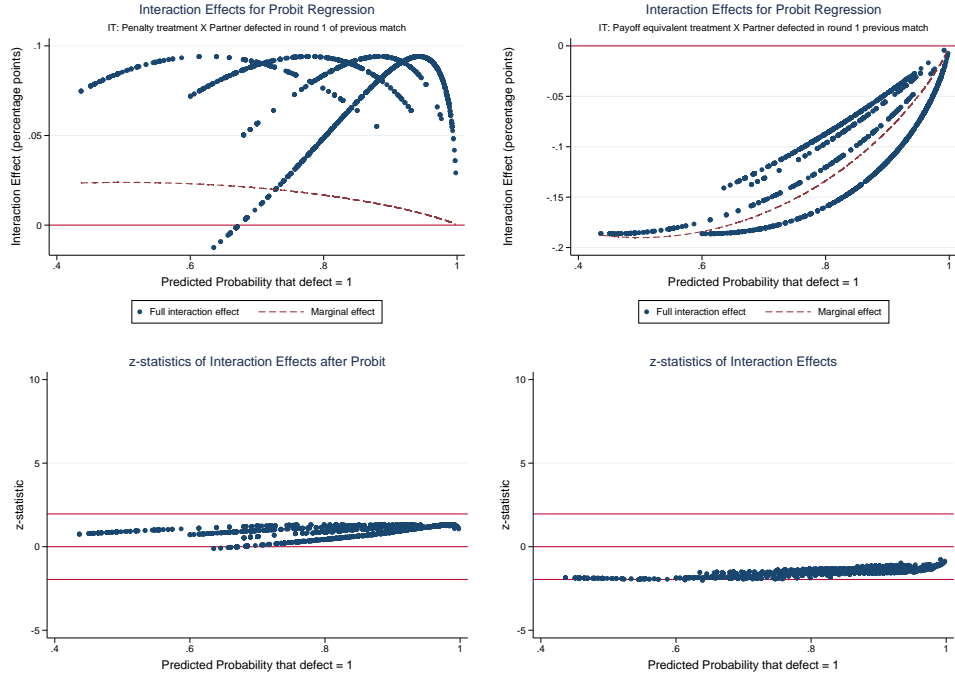 Interaction Effects for Probit Regression
IT: Penalty treatment X Partner defected in round 1 of previous match
Interaction Effect (percentage points)
.1
.05
0
.4 .6 .8 1
Predicted Probability that defect = 1
Full interaction effect Marginal effect
Interaction Effects for Probit Regression
IT: Payoff equivalent treatment X Partner defected in round 1 previous match
Interaction Effect (percentage points)
0
-.05
-.1
-.15
-.2
.4 .6 .8 1
Predicted Probability that defect = 1
Full interaction effect Marginal effect
z-statistics of Interaction Effects after Probit
z-statistic
10
5
0
-5
.4 .6 .8 1
Predicted Probability that defect = 1
z-statistics of Interaction Effects
z-statistic
10
5
0
-5
.4 .6 .8 1
Predicted Probability that defect = 1